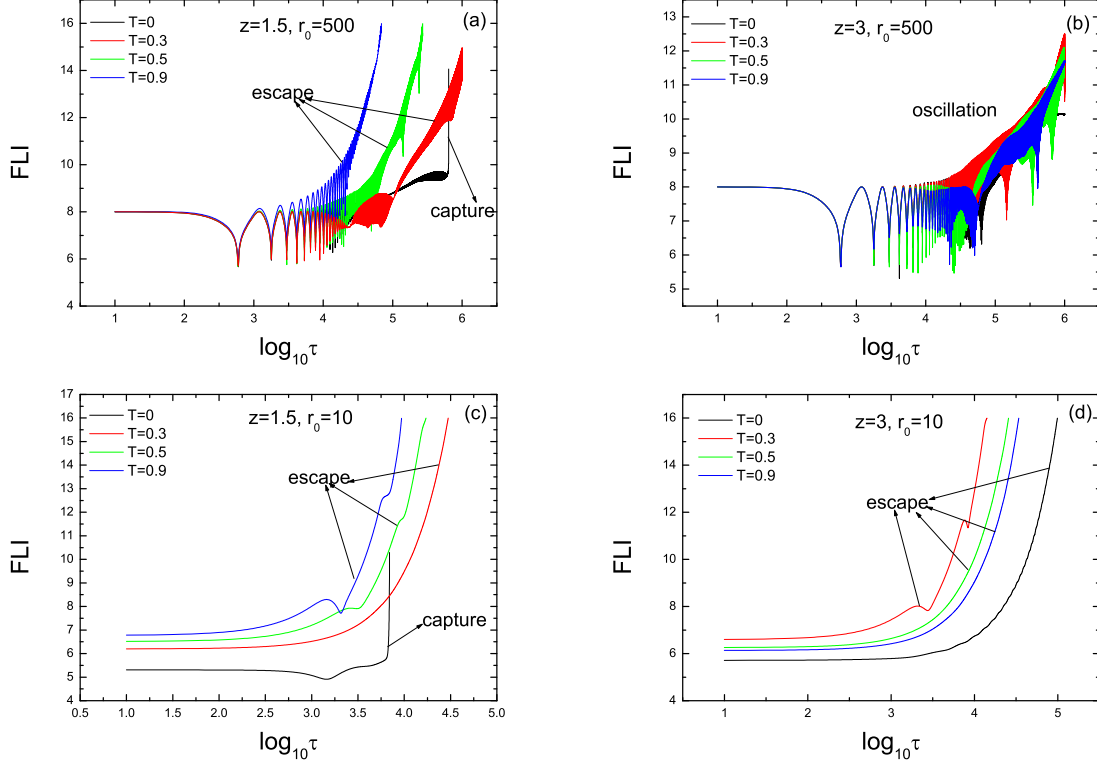 T=0
T=0.3
T=0.5
T=0.9
z=1.5, r0=500
(a)
escape
capture
16
14
12
10
8
6
4
FLI
1 2 3 4 5 6
log10τ
T=0
T=0.3
T=0.5
T=0.9
z=3, r0=500
(b)
oscillation
13
12
11
10
9
8
7
6
5
FLI
1 2 3 4 5 6
log10τ
T=0
T=0.3
T=0.5
T=0.9
z=1.5, r0=10
(c)
escape
capture
17
16
15
14
13
12
11
10
9
8
7
6
5
4
FLI
0.5 1.0 1.5 2.0 2.5 3.0 3.5 4.0 4.5 5.0
log10τ
T=0
T=0.3
T=0.5
T=0.9
z=3, r0=10
(d)
escape
16
14
12
10
8
6
4
FLI
1 2 3 4 5
log10τ